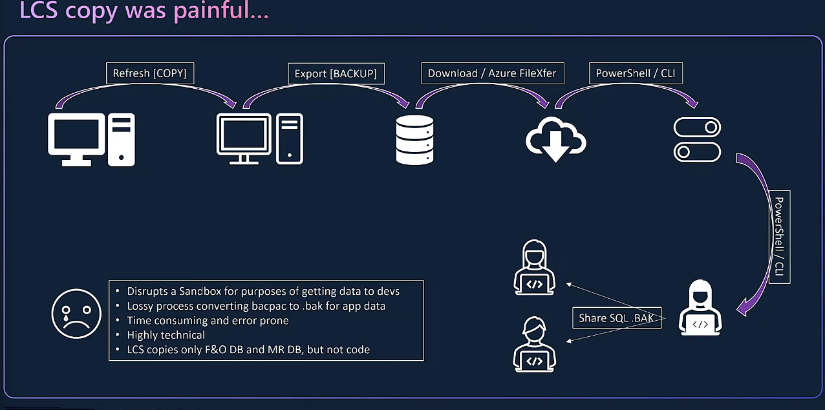 LCS copy was painful...
Refresh [COPY]
Export [BACKUP]
Download / Azure FileXfer
PowerShell / CLI
PowerShell / CLI
</>
</>
</>
Share SQL .BAK
• Disrupts a Sandbox for purposes of getting data to devs
• Lossy process converting bacpac to .bak for app data
• Time consuming and error prone
• Highly technical
• LCS copies only F&O DB and MR DB, but not code